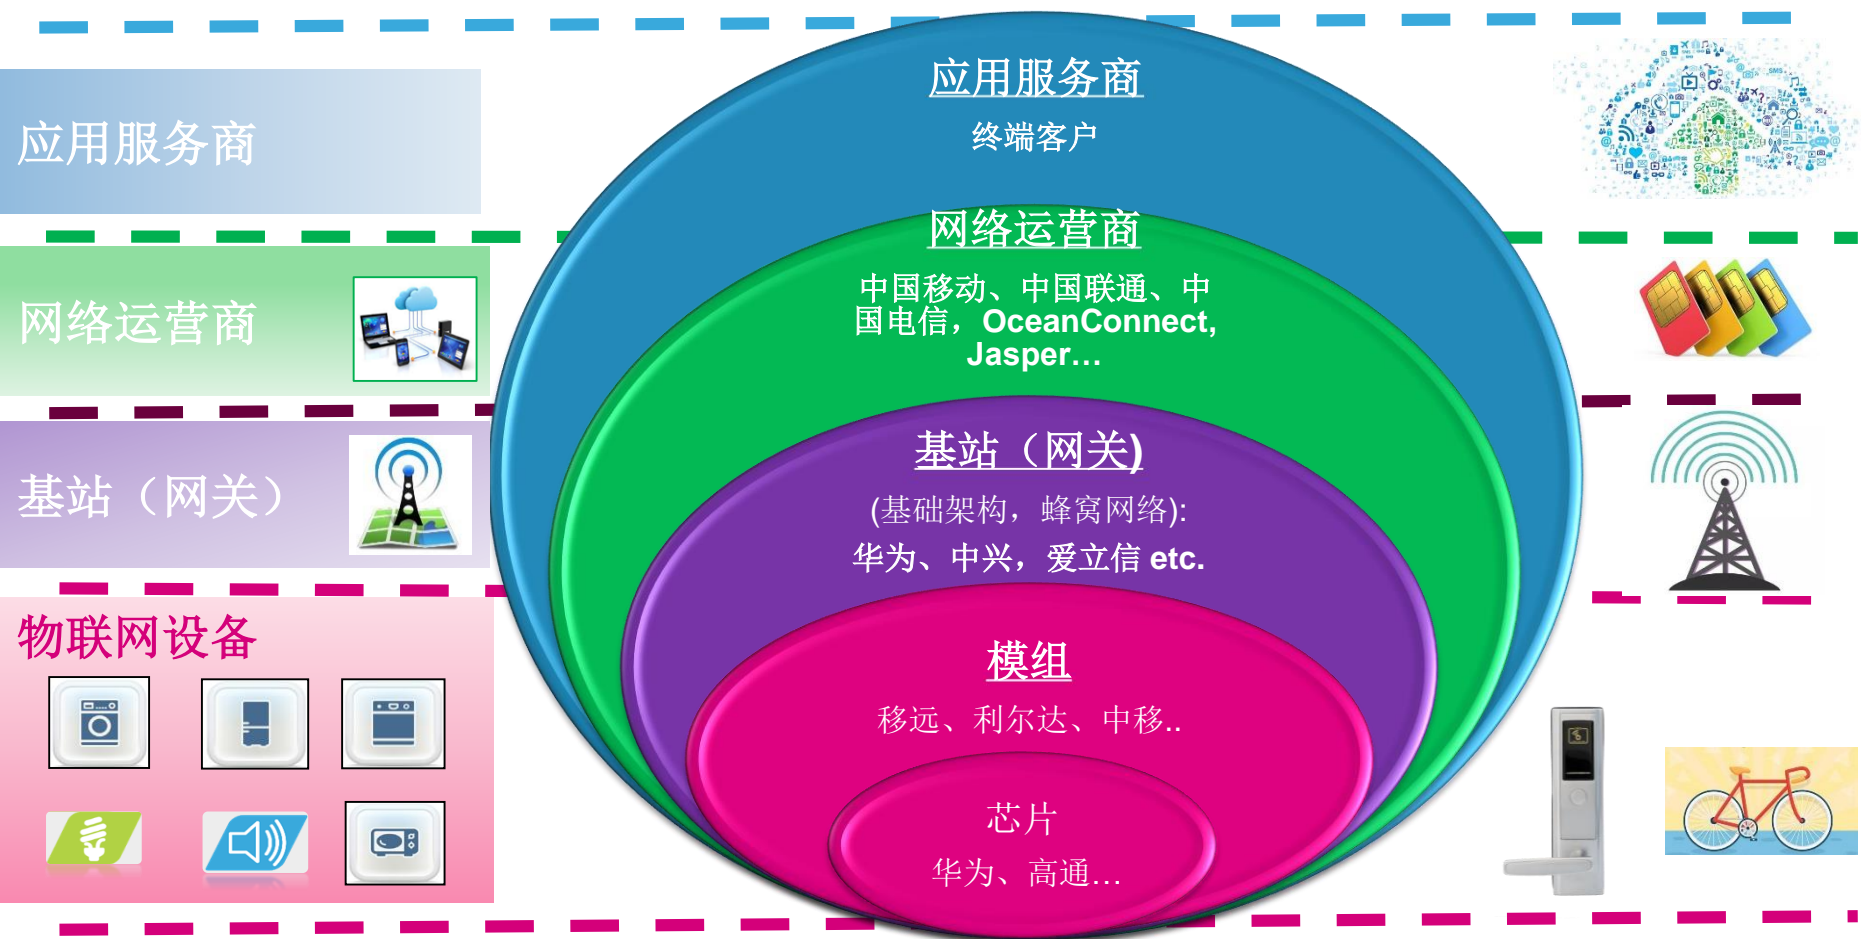 应用服务商
应用服务商
终端客户
网络运营商
网络运营商
中国移动、中国联通、中
国电信，OceanConnect,
Jasper…
基站（网关）
基站（网关)
(基础架构，蜂窝网络):
华为、中兴，爱立信 etc.
物联网设备
模组
移远、利尔达、中移..
芯片
华为、高通…
SMS